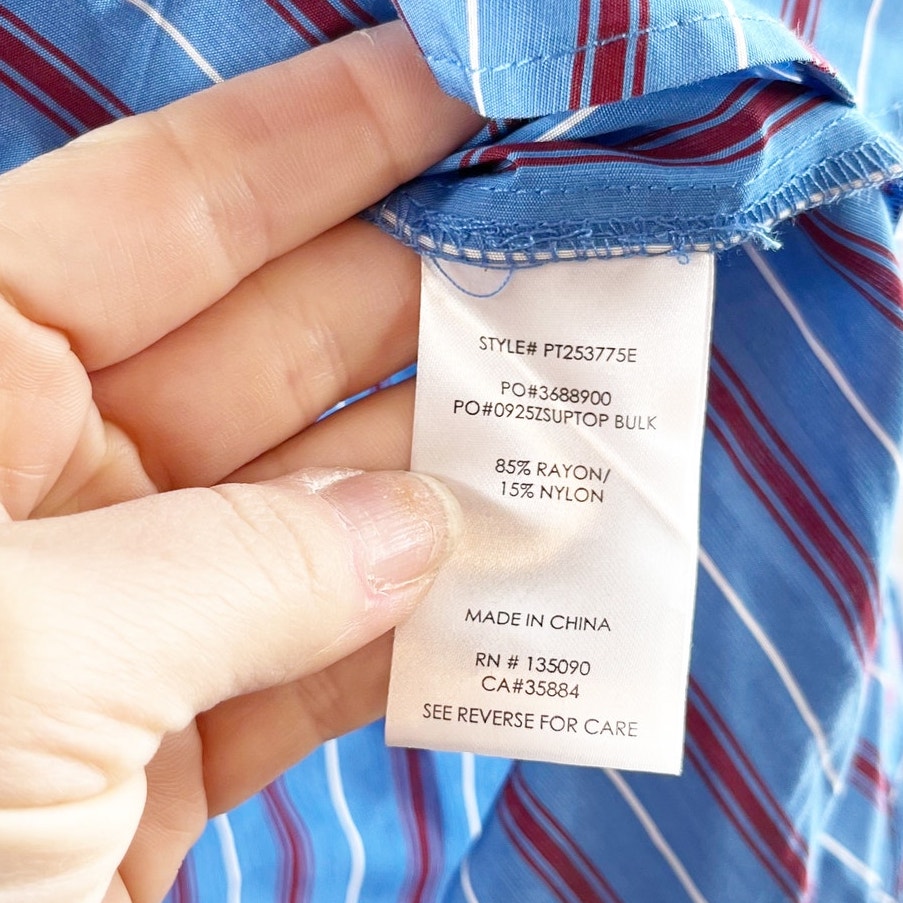 STYLE# PT253775E
PO#3688900
PO#0925ZSUPTOP BULK
85% RAYON/
15% NYLON
MADE IN CHINA
RN # 135090
CA#35884
SEE REVERSE FOR CARE